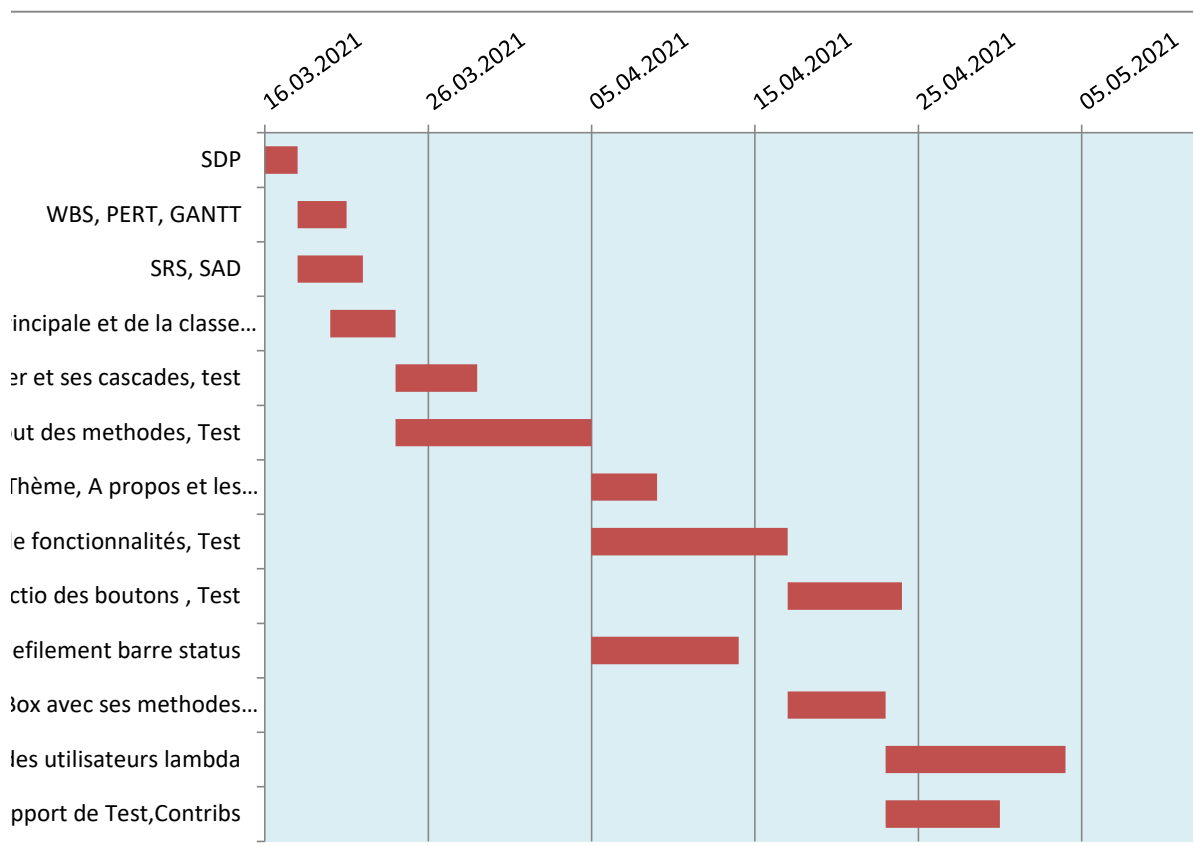 16.03.2021
26.03.2021
05.04.2021
15.04.2021
25.04.2021
05.05.2021
SDP
WBS, PERT, GANTT
SRS, SAD
rincipale et de la classe...
er et ses cascades, test
out des methodes, Test
Thème, A propos et les...
le fonctionnalités, Test
ctio des boutons , Test
efilement barre status
Box avec ses methodes...
des utilisateurs lambda
pport de Test,Contribs